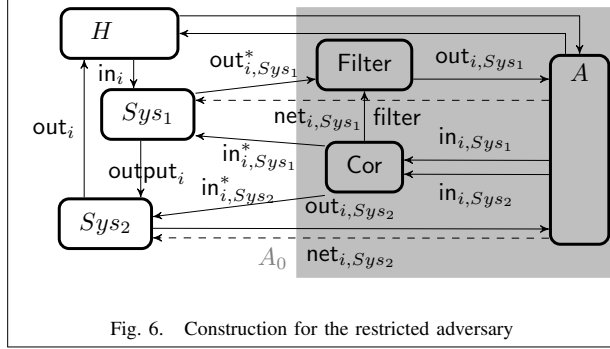 H
A
in_i
out^*_{i,Sys_1}
Filter
out_{i,Sys_1}
Sys_1
net_{i,Sys_1}
filter
out_i
in^*_{i,Sys_1}
Cor
in_{i,Sys_1}
output_i
in^*_{i,Sys_2}
in_{i,Sys_2}
out_{i,Sys_2}
Sys_2
A_0
net_{i,Sys_2}
Fig. 6. Construction for the restricted adversary